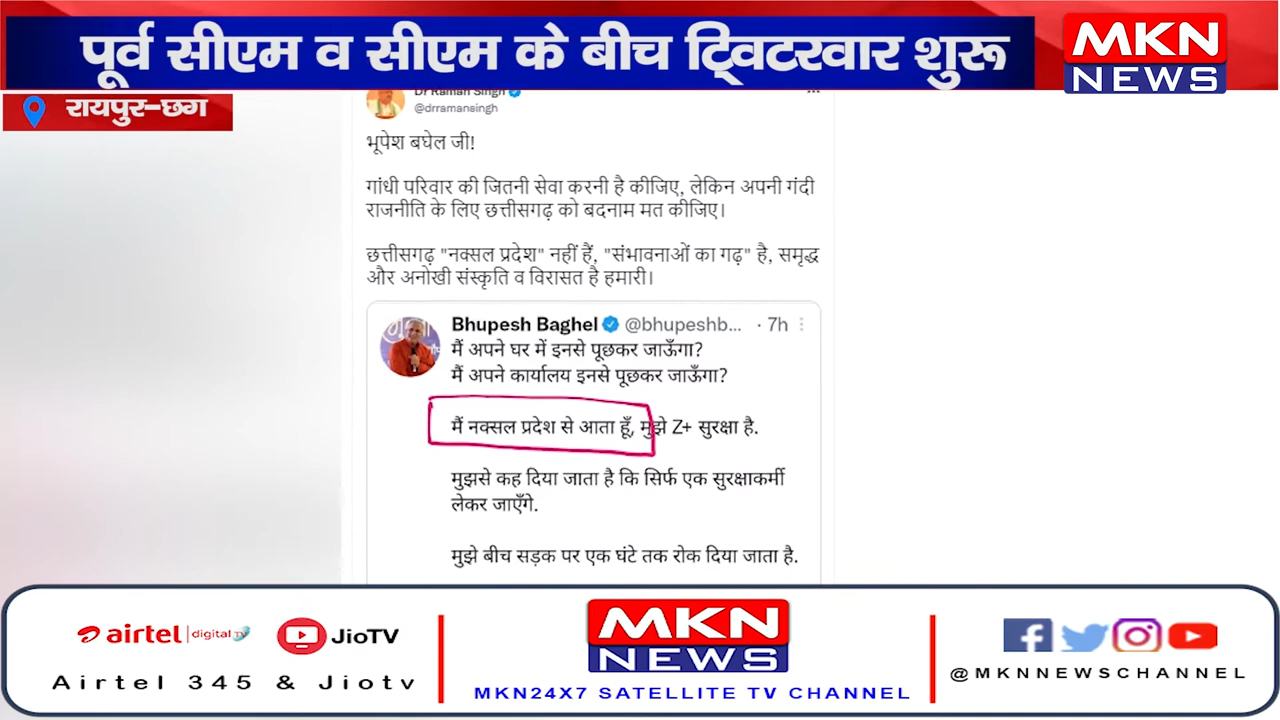 पूर्व सीएम व सीएम के बीच ट्विटरवार शुरू
MKN
NEWS
रायपुर-छग
Dr Raman Singh
@drramansingh
भूपेश बघेल जी!
गांधी परिवार की जितनी सेवा करनी है कीजिए, लेकिन अपनी गंदी
राजनीति के लिए छत्तीसगढ़ को बदनाम मत कीजिए।
छत्तीसगढ़ "नक्सल प्रदेश" नहीं हैं, "संभावनाओं का गढ़" है, समृद्ध
और अनोखी संस्कृति व विरासत है हमारी।
Bhupesh Baghel @bhupeshb... · 7h
मैं अपने घर में इनसे पूछकर जाऊँगा?
मैं अपने कार्यालय इनसे पूछकर जाऊँगा?
मैं नक्सल प्रदेश से आता हूँ, मुझे Z+ सुरक्षा है.
मुझसे कह दिया जाता है कि सिर्फ एक सुरक्षाकर्मी
लेकर जाएँगे.
मुझे बीच सड़क पर एक घंटे तक रोक दिया जाता है.
airtel digital TV
JioTV
Airtel 345 & Jiotv
MKN
NEWS
MKN24X7 SATELLITE TV CHANNEL
@MKNNEWSCHANNEL